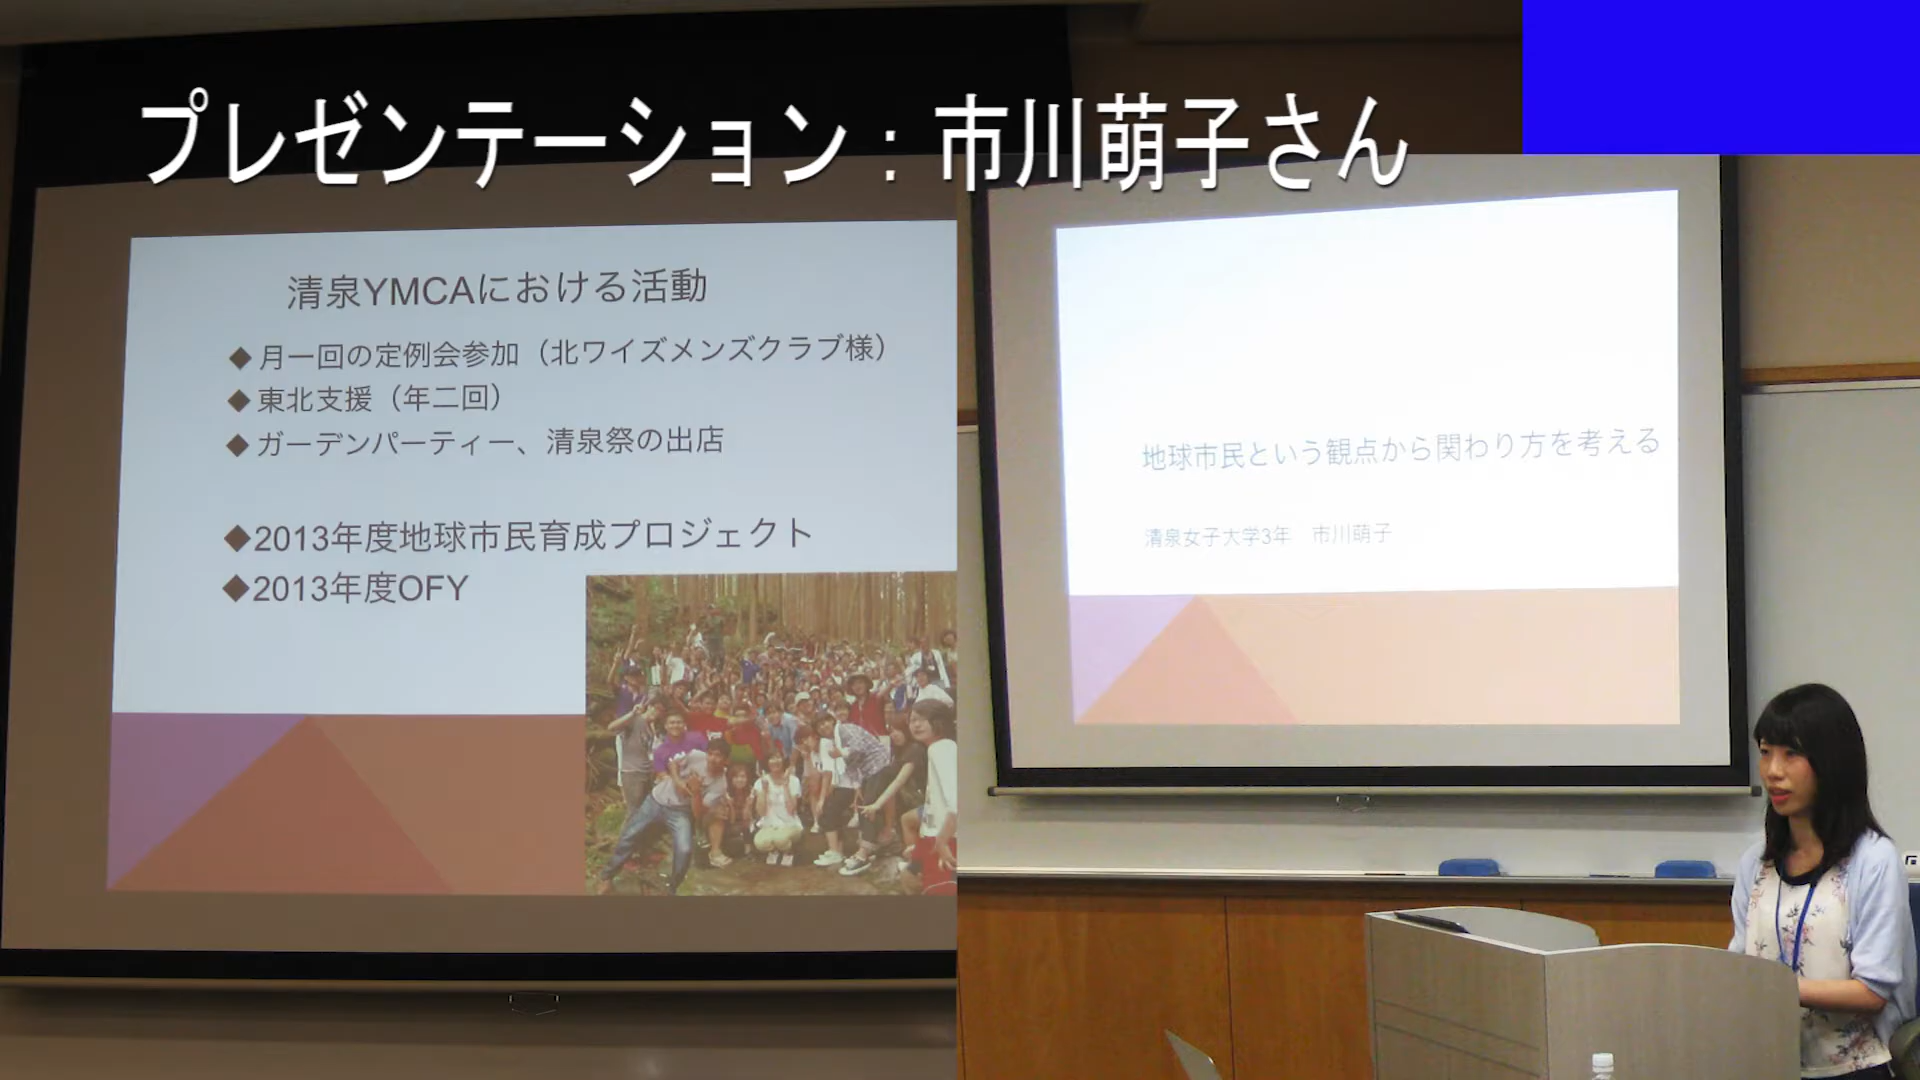 プレゼンテーション：市川萌子さん
清泉YMCAにおける活動
◆月一回の定例会参加（北ワイズメンズクラブ様）
◆東北支援（年二回）
◆ガーデンパーティー、清泉祭の出店
◆2013年度地球市民育成プロジェクト
◆2013年度OFY
地球市民という観点から関わり方を考える
清泉女子大学3年　市川萌子